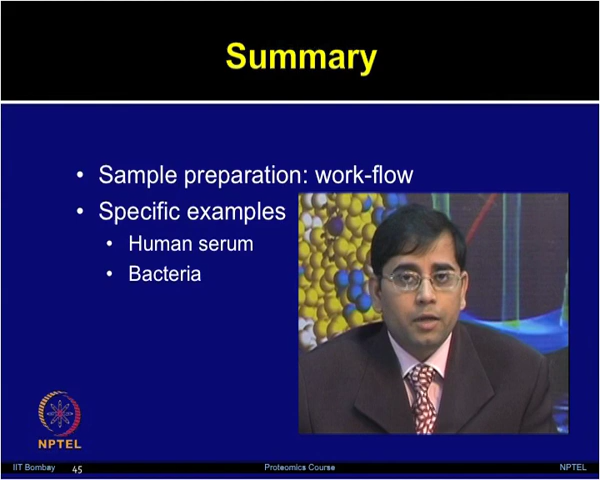 Summary
• Sample preparation: work-flow
• Specific examples
• Human serum
• Bacteria
NPTEL
IIT Bombay 45 Proteomics Course NPTEL